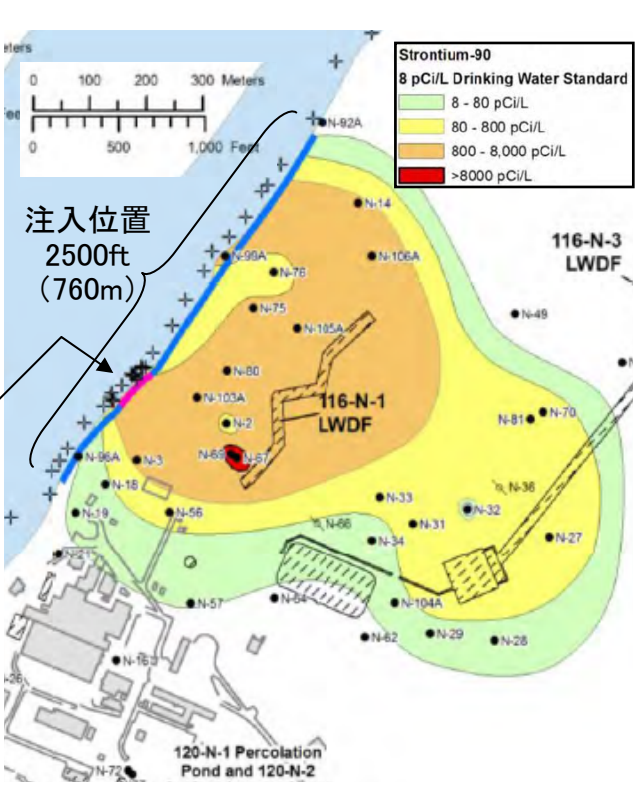 Strontium-90
8 pCi/L Drinking Water Standard
8 - 80 pCi/L
80 - 800 pCi/L
800 - 8,000 pCi/L
>8000 pCi/L
0 100 200 300 Meters
0 500 1,000 Feet
注入位置
2500ft
(760m)
N-92A
N-14
116-N-3
LWDF
N-99A
N-106A
N-76
N-75
N-49
N-105A
N-80
N-103A
116-N-1
LWDF
N-2
N-70
N-81
N-96A
N-3
N-69
N-67
N-18
N-33
N-36
N-19
N-56
N-66
N-31
N-32
N-34
N-27
N-21
N-57
N-64
N-104A
N-62
N-29
N-28
N-16
120-N-1 Percolation
Pond and 120-N-2
N-72